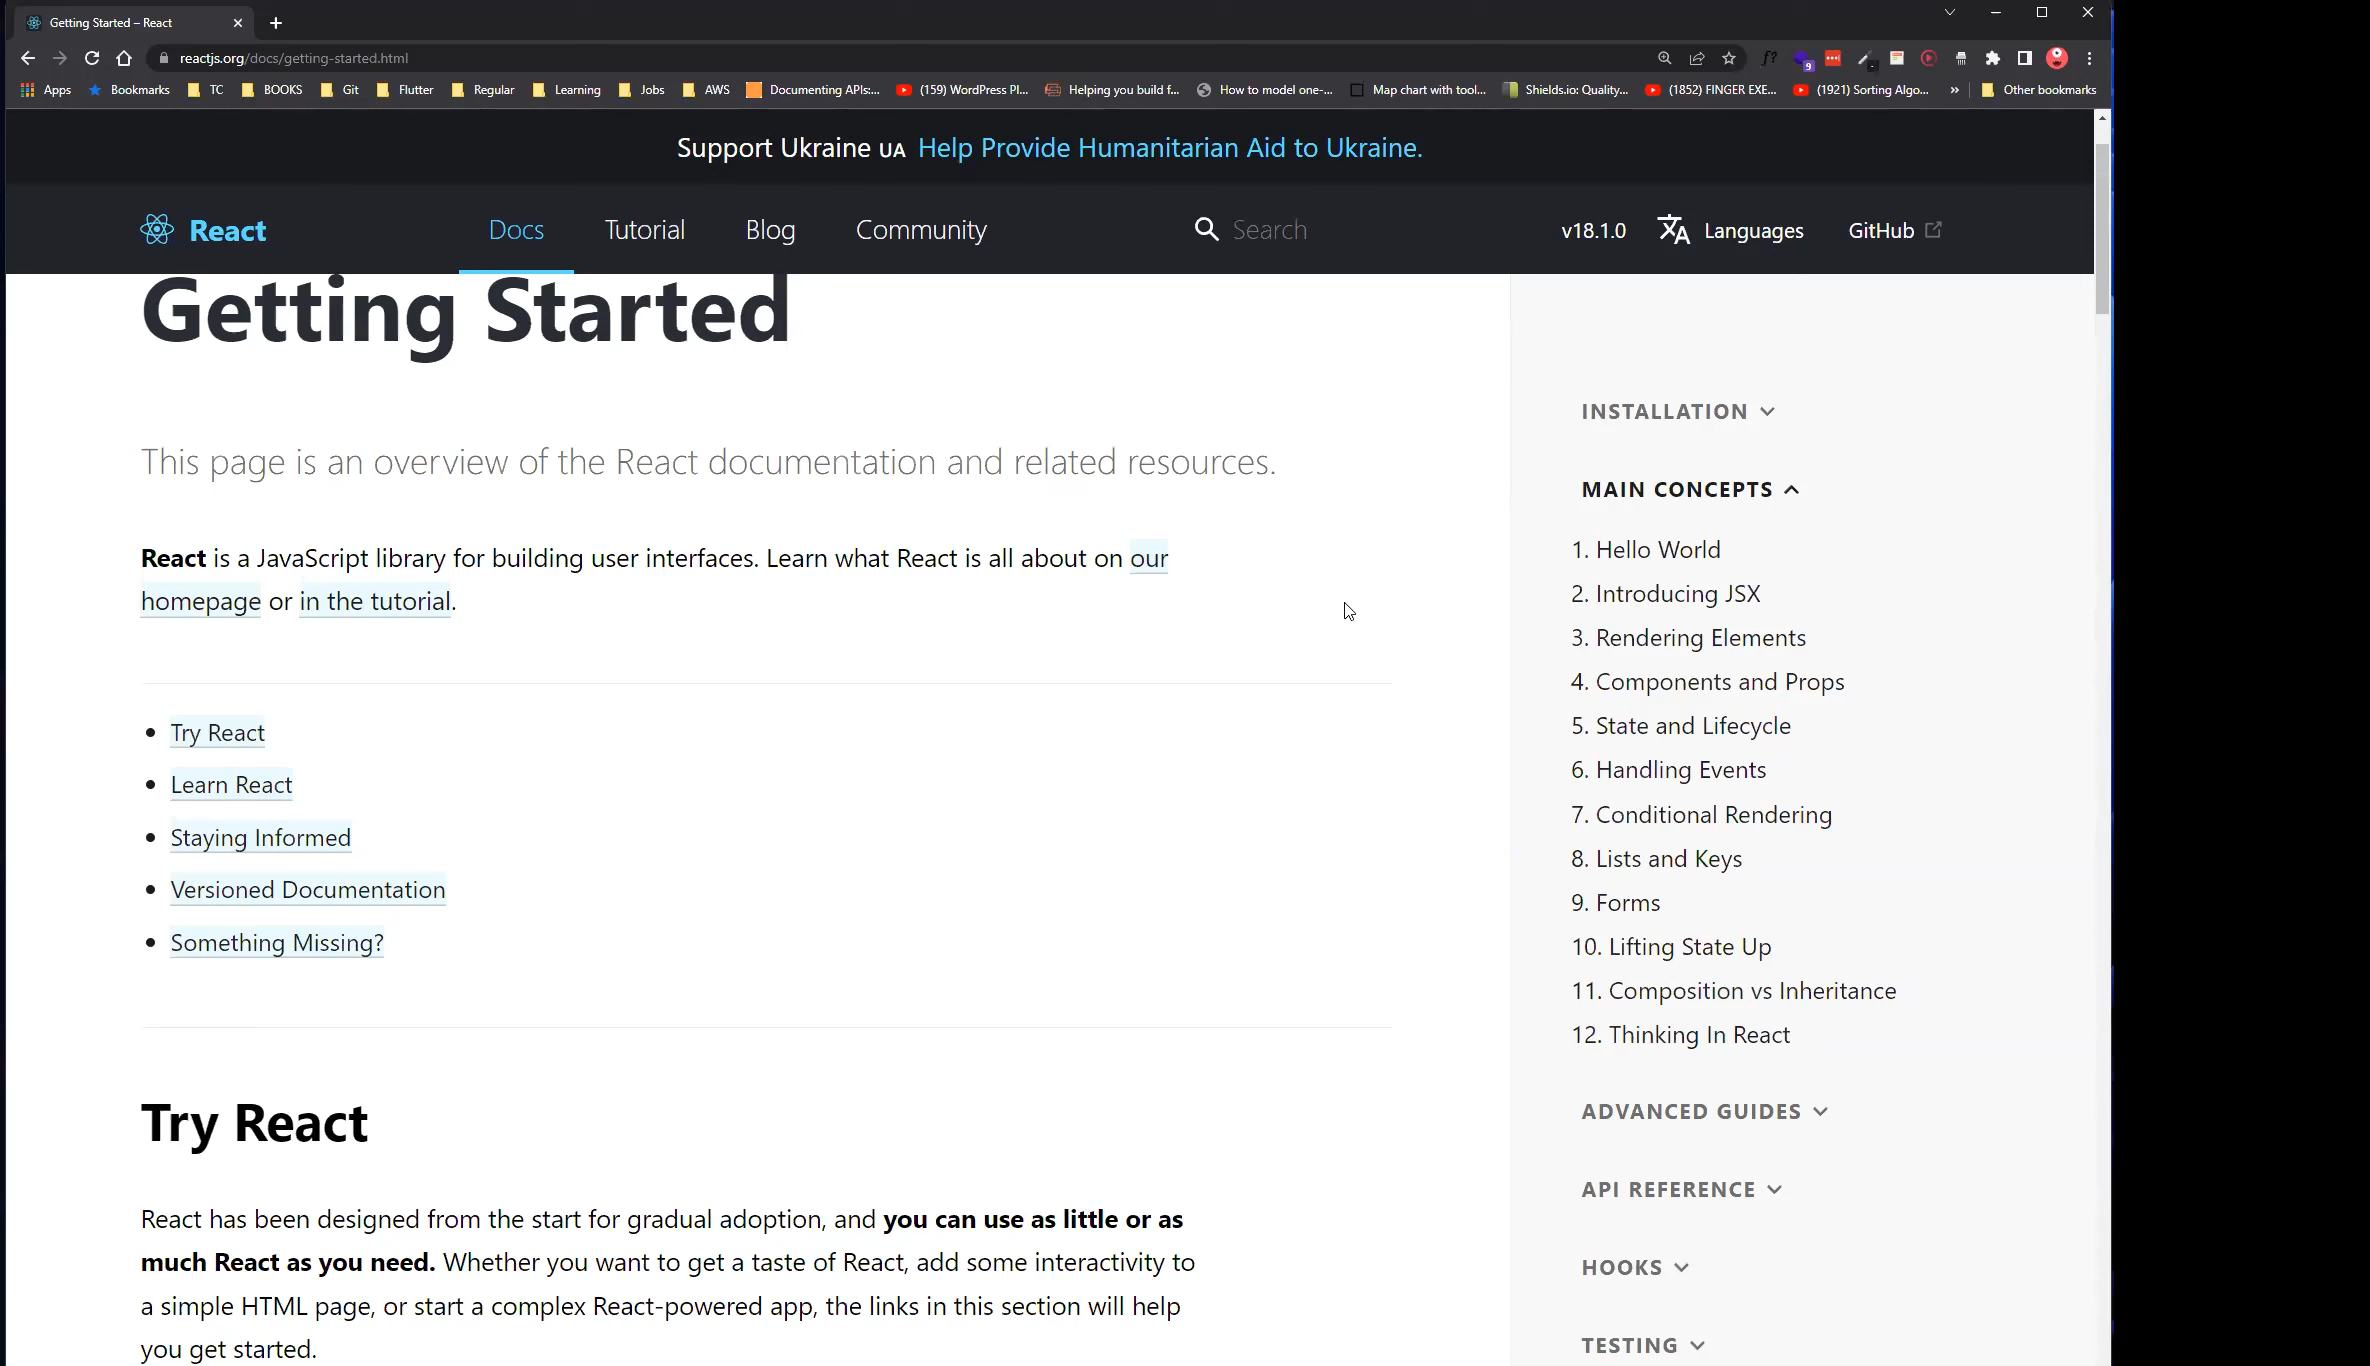 Getting Started – React
reactjs.org/docs/getting-started.html
f?
9
Apps Bookmarks TC BOOKS Git Flutter Regular Learning Jobs AWS Documenting APIs:... (159) WordPress Pl... Helping you build f... How to model one-... Map chart with tool... Shields.io: Quality... (1852) FINGER EXE... (1921) Sorting Algo... » Other bookmarks
Support Ukraine UA Help Provide Humanitarian Aid to Ukraine.
React Docs Tutorial Blog Community Search v18.1.0 Languages GitHub
Getting Started
This page is an overview of the React documentation and related resources.
React is a JavaScript library for building user interfaces. Learn what React is all about on our
homepage or in the tutorial.
Try React
Learn React
Staying Informed
Versioned Documentation
Something Missing?
Try React
React has been designed from the start for gradual adoption, and you can use as little or as
much React as you need. Whether you want to get a taste of React, add some interactivity to
a simple HTML page, or start a complex React-powered app, the links in this section will help
you get started.
INSTALLATION
MAIN CONCEPTS
1. Hello World
2. Introducing JSX
3. Rendering Elements
4. Components and Props
5. State and Lifecycle
6. Handling Events
7. Conditional Rendering
8. Lists and Keys
9. Forms
10. Lifting State Up
11. Composition vs Inheritance
12. Thinking In React
ADVANCED GUIDES
API REFERENCE
HOOKS
TESTING